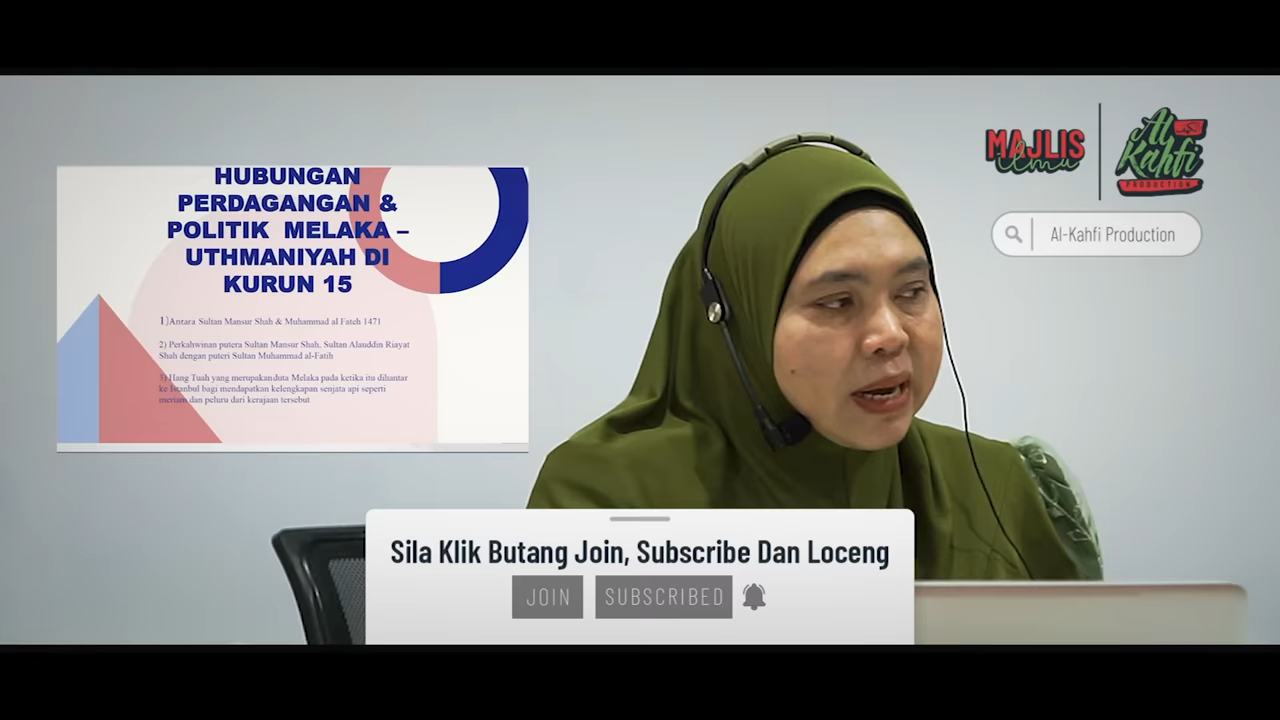 HUBUNGAN
PERDAGANGAN &
POLITIK MELAKA –
UTHMANIYAH DI
KURUN 15
1)Antara Sultan Mansur Shah & Muhammad al Fateh 1471
2) Perkahwinan putera Sultan Mansur Shah, Sultan Alauddin Riayat
Shah dengan puteri Sultan Muhammad al-Fatih
3) Hang Tuah yang merupakan duta Melaka pada ketika itu dihantar
ke Istanbul bagi mendapatkan kelengkapan senjata api seperti
meriam dan peluru dari kerajaan tersebut
MAJLIS
ilmu
Al
Kahfi
PRODUCTION
Al-Kahfi Production
Sila Klik Butang Join, Subscribe Dan Loceng
JOIN
SUBSCRIBED